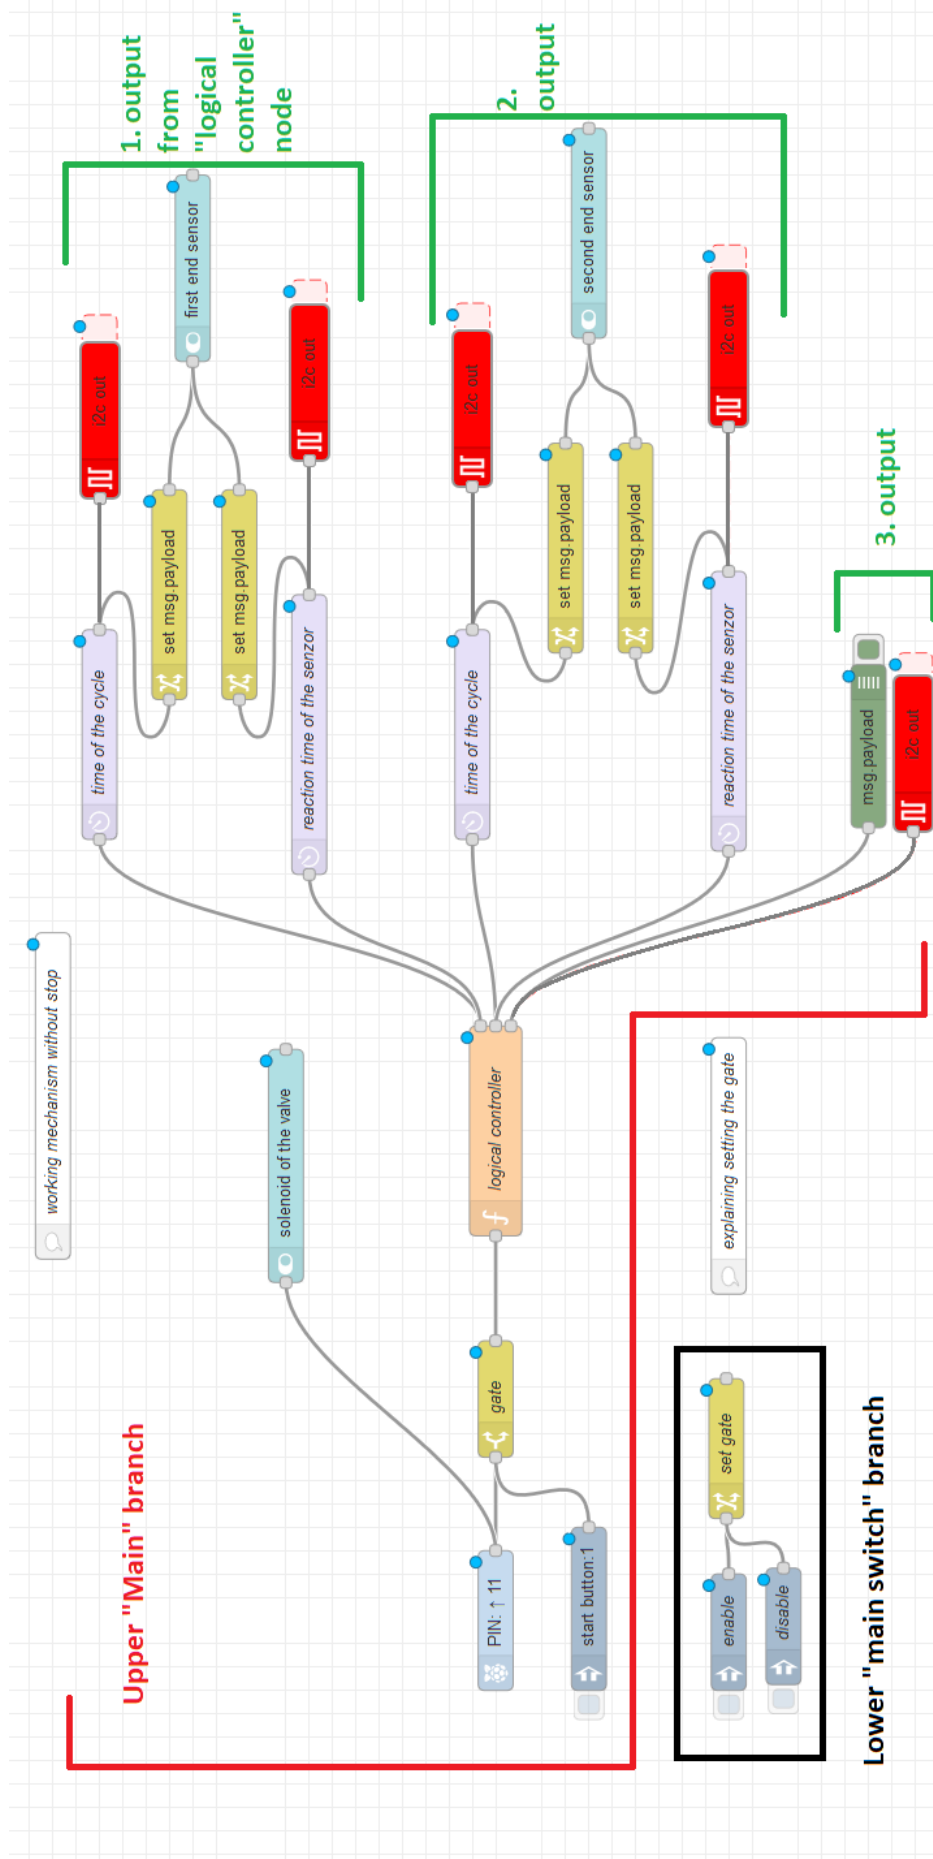 working mechanism without stop
Upper "Main" branch
time of the cycle
i2c out
set msg.payload
first end sensor
set msg.payload
reaction time of the senzor
i2c out
1. output
from
"logical
controller"
node
solenoid of the valve
PIN: ↑ 11
start button:1
gate
logical controller
time of the cycle
i2c out
set msg.payload
second end sensor
set msg.payload
reaction time of the senzor
i2c out
2.
output
msg.payload
i2c out
3. output
explaining setting the gate
enable
disable
set gate
Lower "main switch" branch